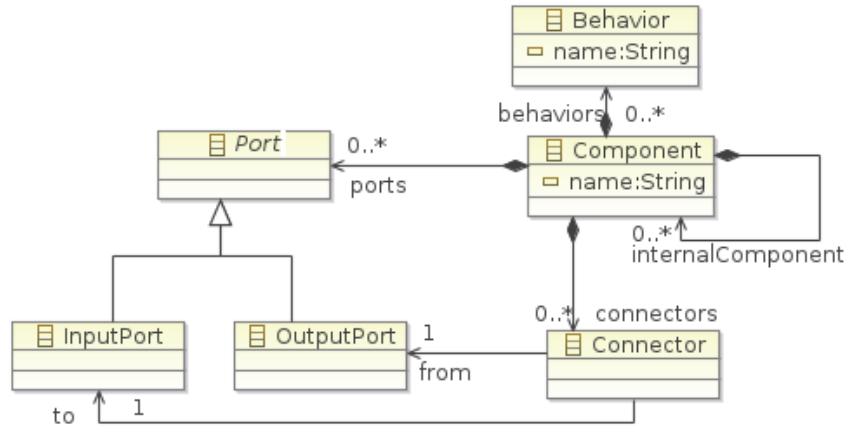 Behavior
name:String
behaviors 0..*
Port
0..*
ports
Component
name:String
0..*
internalComponent
0..* connectors
InputPort
OutputPort
1
from
Connector
to 1